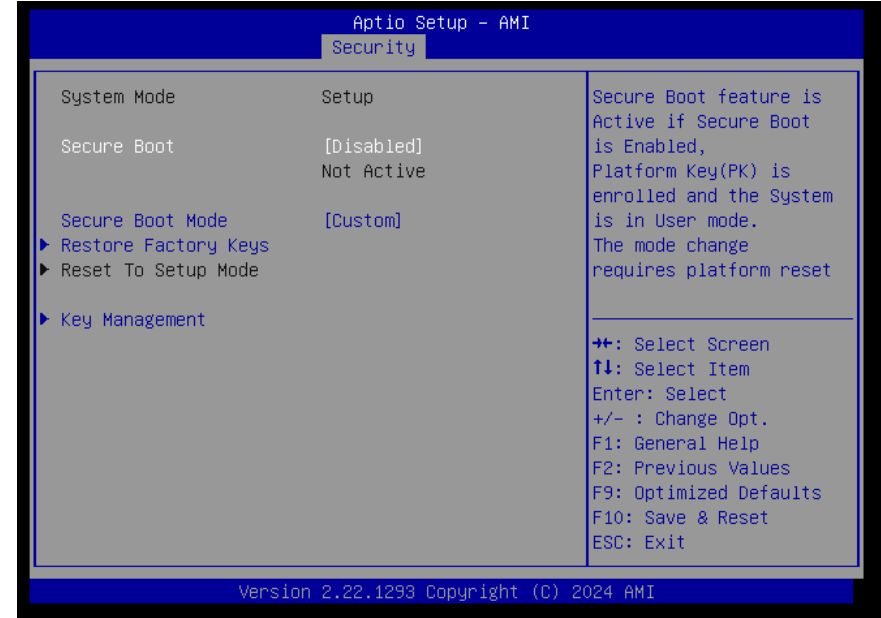 Aptio Setup – AMI
Security
System Mode Setup
Secure Boot [Disabled]
Not Active
Secure Boot Mode [Custom]
▶ Restore Factory Keys
▶ Reset To Setup Mode
▶ Key Management
Secure Boot feature is
Active if Secure Boot
is Enabled,
Platform Key(PK) is
enrolled and the System
is in User mode.
The mode change
requires platform reset
→←: Select Screen
↑↓: Select Item
Enter: Select
+/- : Change Opt.
F1: General Help
F2: Previous Values
F9: Optimized Defaults
F10: Save & Reset
ESC: Exit
Version 2.22.1293 Copyright (C) 2024 AMI